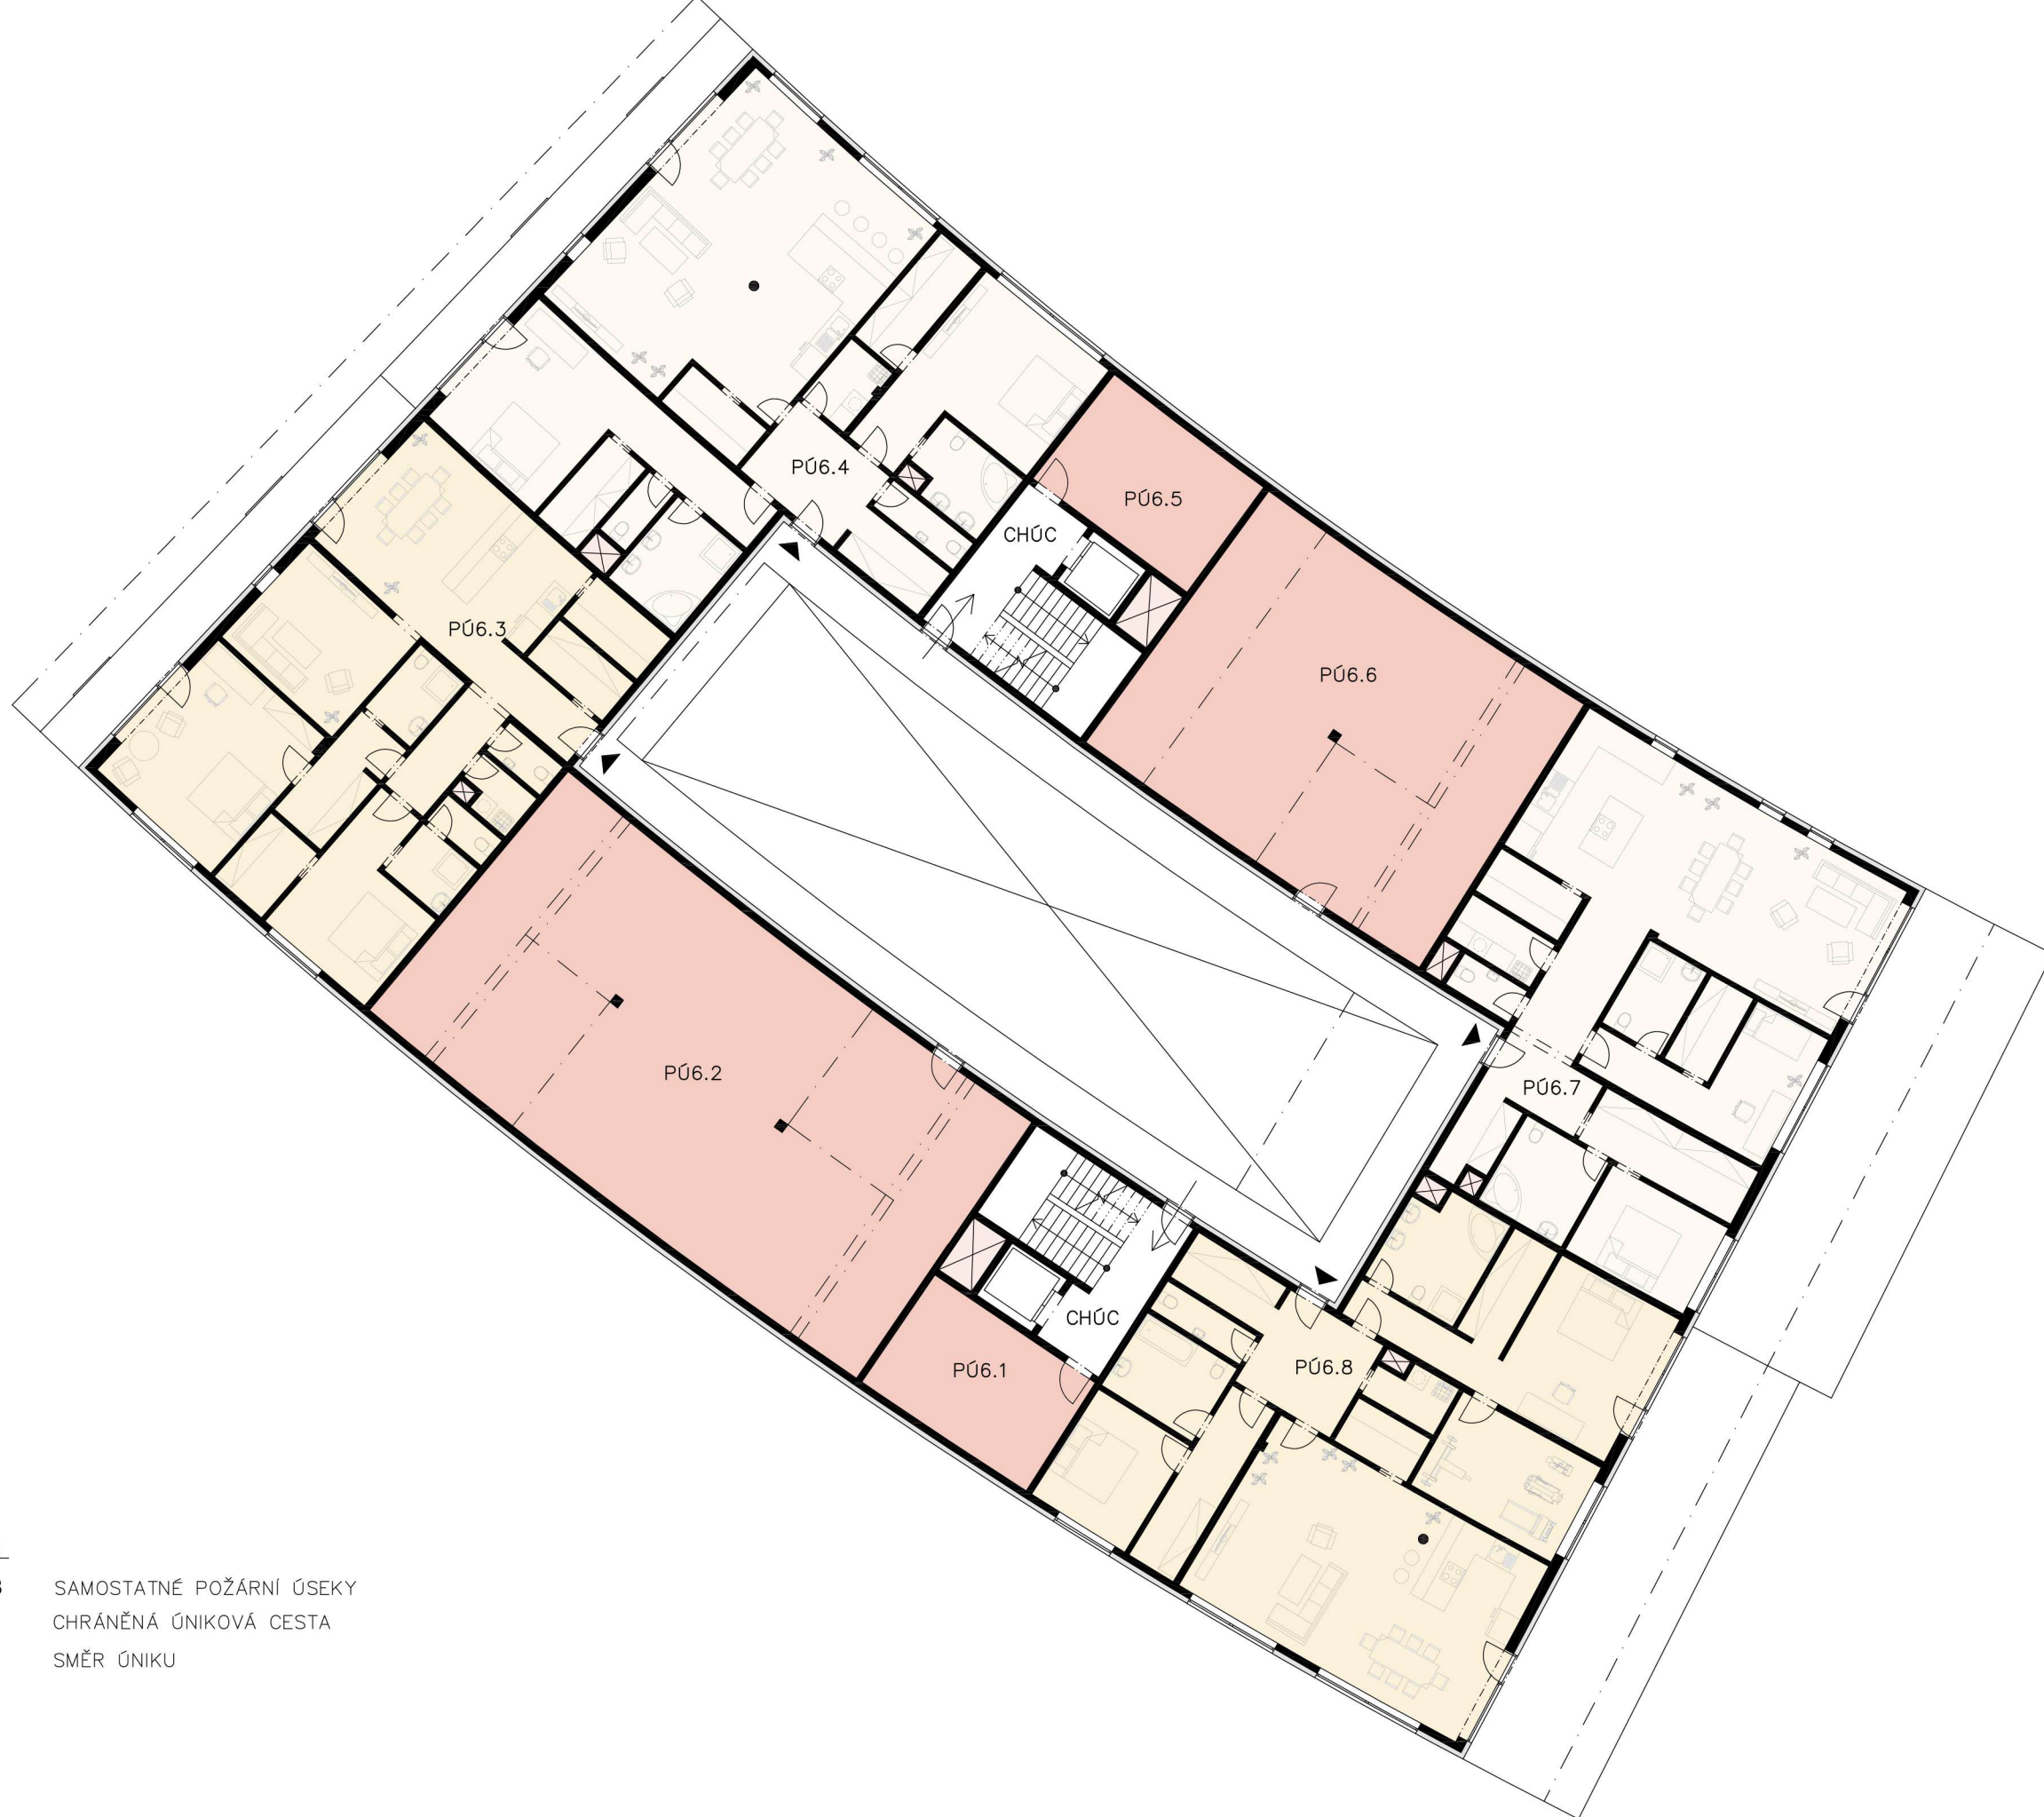 PÚ6.4
PÚ6.5
CHÚC
PÚ6.3
PÚ6.6
PÚ6.2
PÚ6.7
CHÚC
PÚ6.8
PÚ6.1
SAMOSTATNÉ POŽÁRNÍ ÚSEKY
CHRÁNĚNÁ ÚNIKOVÁ CESTA
SMĚR ÚNIKU